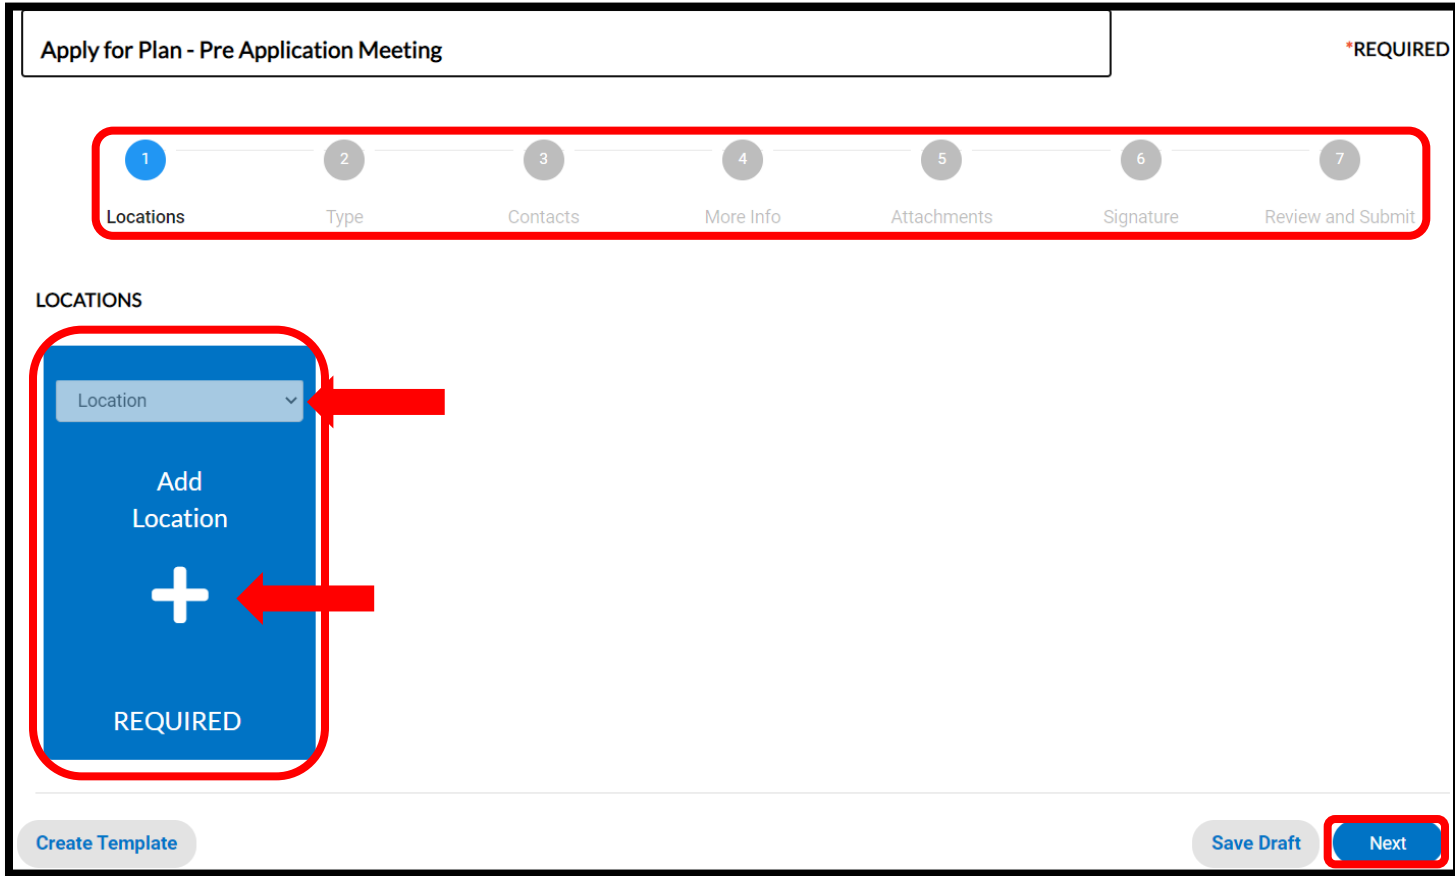 Apply for Plan - Pre Application Meeting
*REQUIRED
1
2
3
4
5
6
7
Locations
Type
Contacts
More Info
Attachments
Signature
Review and Submit
LOCATIONS
Location
Add
Location
REQUIRED
Create Template
Save Draft
Next